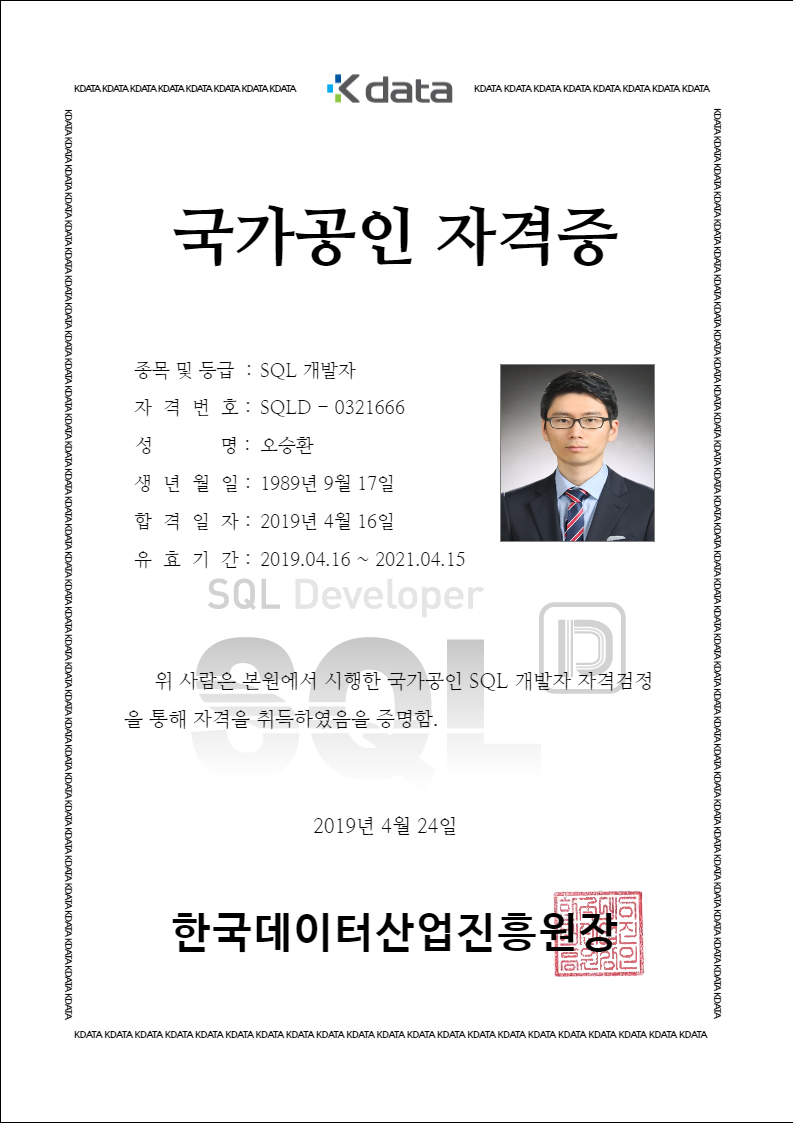 KDATA KDATA KDATA KDATA KDATA KDATA KDATA KDATA
K data
KDATA KDATA KDATA KDATA KDATA KDATA KDATA KDATA
국가공인 자격증
종목 및 등급 : SQL 개발자
자 격 번 호 : SQLD - 0321666
성 명 : 오승환
생 년 월 일 : 1989년 9월 17일
합 격 일 자 : 2019년 4월 16일
유 효 기 간 : 2019.04.16 ~ 2021.04.15
SQL Developer
SQL
D
위 사람은 본원에서 시행한 국가공인 SQL 개발자 자격검정
을 통해 자격을 취득하였음을 증명함.
2019년 4월 24일
한국데이터산업진흥원장
KDATA KDATA KDATA KDATA KDATA KDATA KDATA KDATA KDATA KDATA KDATA KDATA KDATA KDATA KDATA KDATA KDATA KDATA KDATA KDATA KDATA